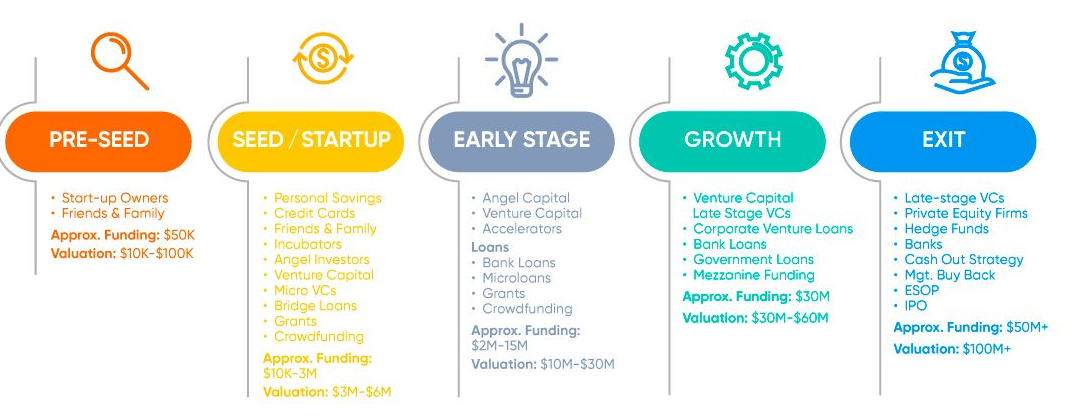 PRE-SEED
• Start-up Owners
• Friends & Family
Approx. Funding: $50K
Valuation: $10K-$100K
SEED / STARTUP
• Personal Savings
• Credit Cards
• Friends & Family
• Incubators
• Angel Investors
• Venture Capital
• Micro VCs
• Bridge Loans
• Grants
• Crowdfunding
Approx. Funding:
$10K-3M
Valuation: $3M-$6M
EARLY STAGE
• Angel Capital
• Venture Capital
• Accelerators
Loans
• Bank Loans
• Microloans
• Grants
• Crowdfunding
Approx. Funding:
$2M-15M
Valuation: $10M-$30M
GROWTH
• Venture Capital
Late Stage VCs
• Corporate Venture Loans
• Bank Loans
• Government Loans
• Mezzanine Funding
Approx. Funding: $30M
Valuation: $30M-$60M
EXIT
• Late-stage VCs
• Private Equity Firms
• Hedge Funds
• Banks
• Cash Out Strategy
• Mgt. Buy Back
• ESOP
• IPO
Approx. Funding: $50M+
Valuation: $100M+